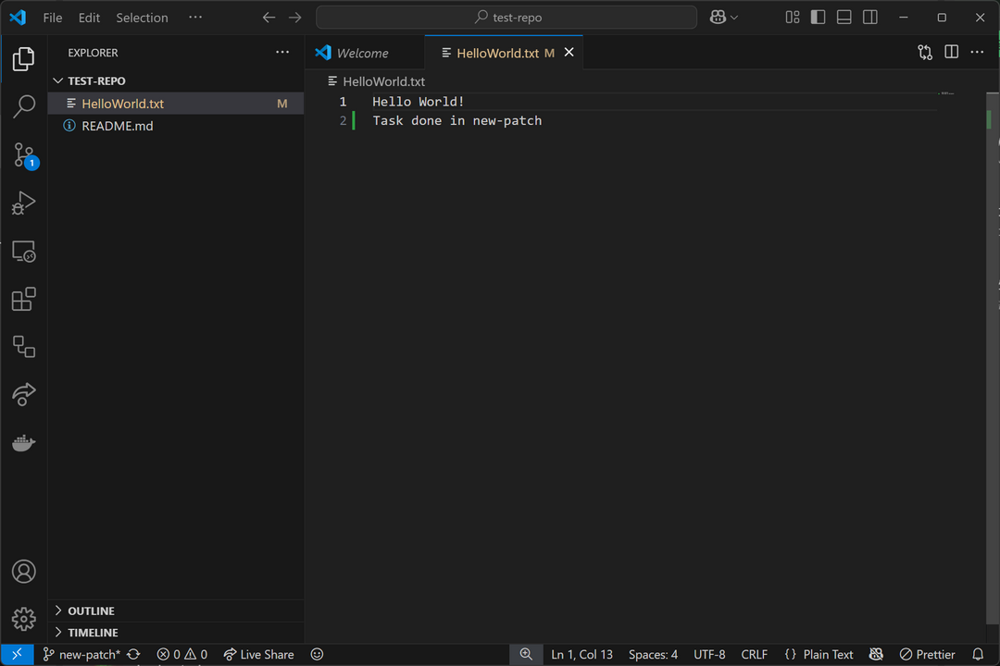 File Edit Selection ··· test-repo
EXPLORER ···
TEST-REPO
HelloWorld.txt M
README.md
1
Welcome
HelloWorld.txt M
HelloWorld.txt
1 Hello World!
2 Task done in new-patch
OUTLINE
TIMELINE
new-patch* 0 0 Live Share Ln 1, Col 13 Spaces: 4 UTF-8 CRLF {} Plain Text Prettier